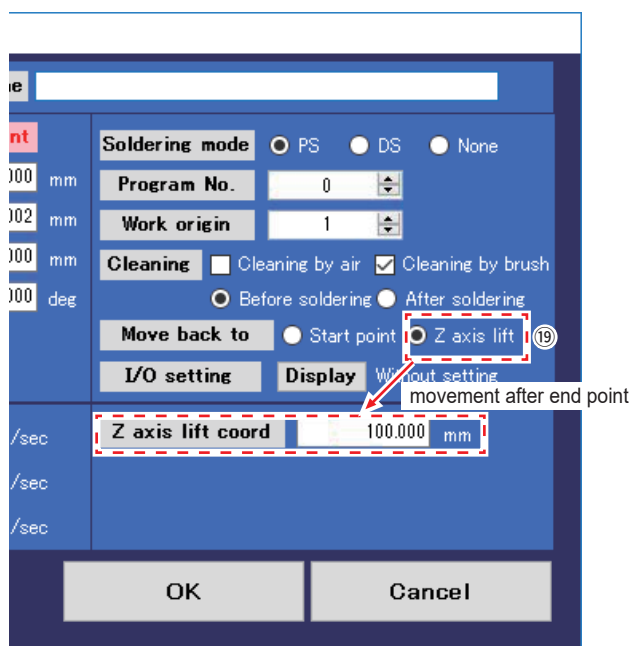 e
nt
Soldering mode PS DS None
000 mm Program No. 0
002 mm Work origin 1
000 mm Cleaning Cleaning by air Cleaning by brush
000 deg Before soldering After soldering
Move back to Start point Z axis lift ⑲
I/O setting Display Without setting
movement after end point
/sec Z axis lift coord 100.000 mm
/sec
/sec
OK Cancel